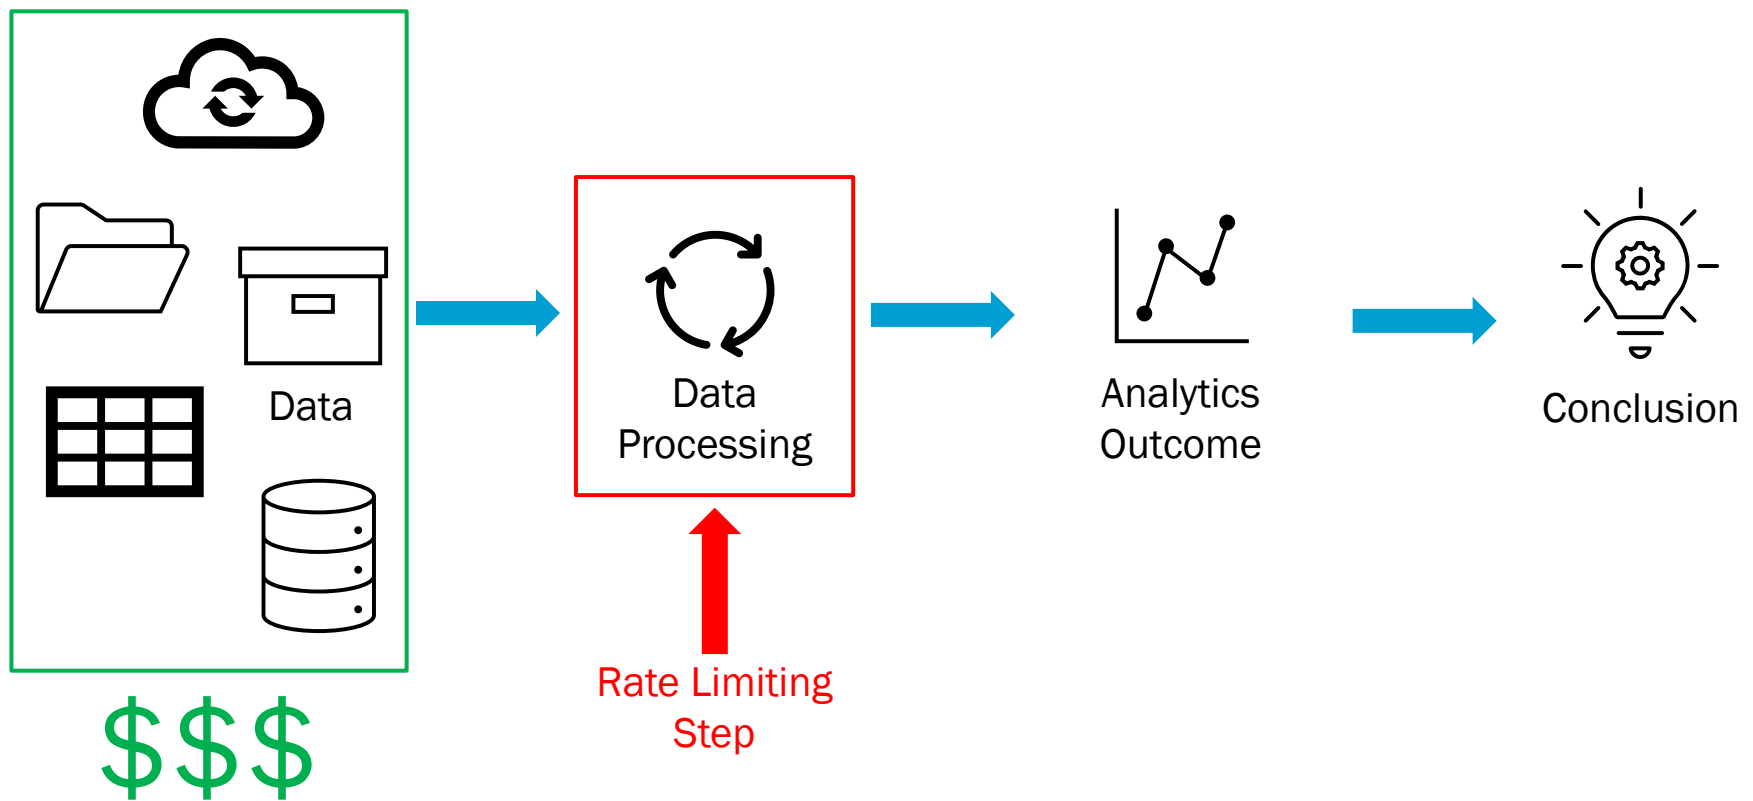 Data
$$$
Data
Processing
Rate Limiting
Step
Analytics
Outcome
Conclusion